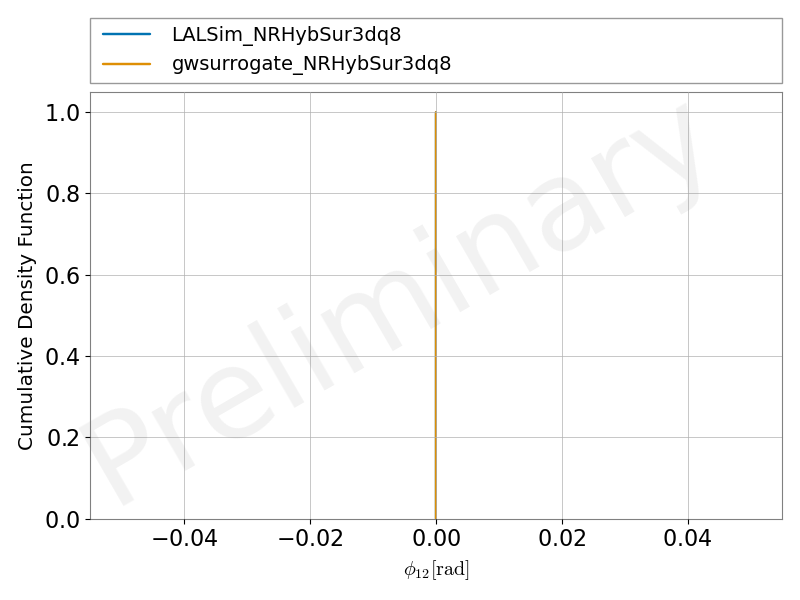 LALSim_NRHybSur3dq8
gwsurrogate_NRHybSur3dq8
Preliminary
Cumulative Density Function
1.0
0.8
0.6
0.4
0.2
0.0
−0.04 −0.02 0.00 0.02 0.04
ϕ₁₂[rad]